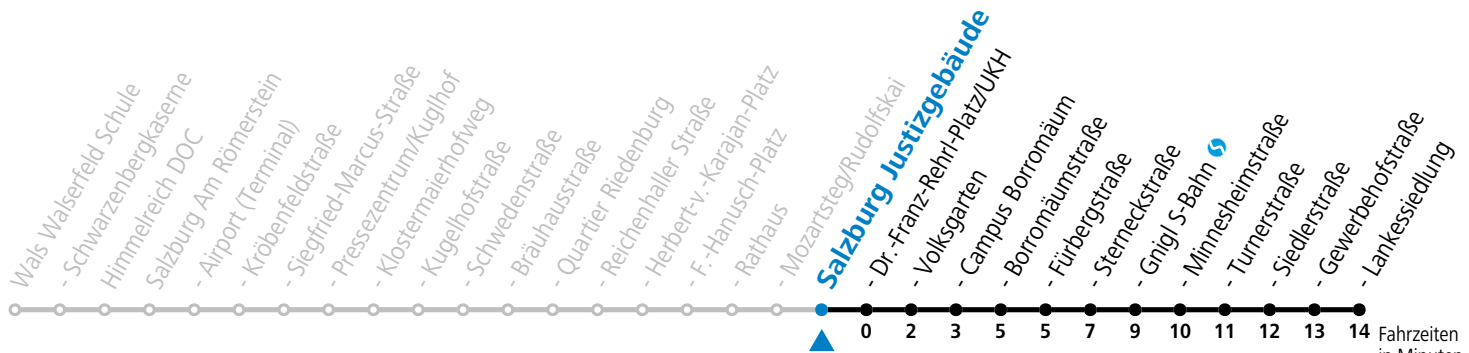 Wals Walserfeld Schule
- Schwarzenbergkaserne
Himmelreich DOC
Salzburg Am Römerstein
- Airport (Terminal)
- Kröbenfeldstraße
- Siegfried-Marcus-Straße
- Pressezentrum/Kuglhof
- Klostermaierhofweg
- Kugelhofstraße
- Schwedenstraße
- Bräuhausstraße
- Quartier Riedenburg
- Reichenhaller Straße
- Herbert-v.-Karajan-Platz
- F.-Hanusch-Platz
- Rathaus
- Mozartsteg/Rudolfskai
Salzburg Justizgebäude
- Dr.-Franz-Rehrl-Platz/UKH
- Volksgarten
- Campus Borromäum
- Borromäumstraße
- Fürbergstraße
- Sterneckstraße
- Gnigl S-Bahn
- Minnesheimstraße
- Turnerstraße
- Siedlerstraße
- Gewerbehofstraße
- Lankessiedlung
0 2 3 5 5 7 9 10 11 12 13 14 Fahrzeiten
in Minuten